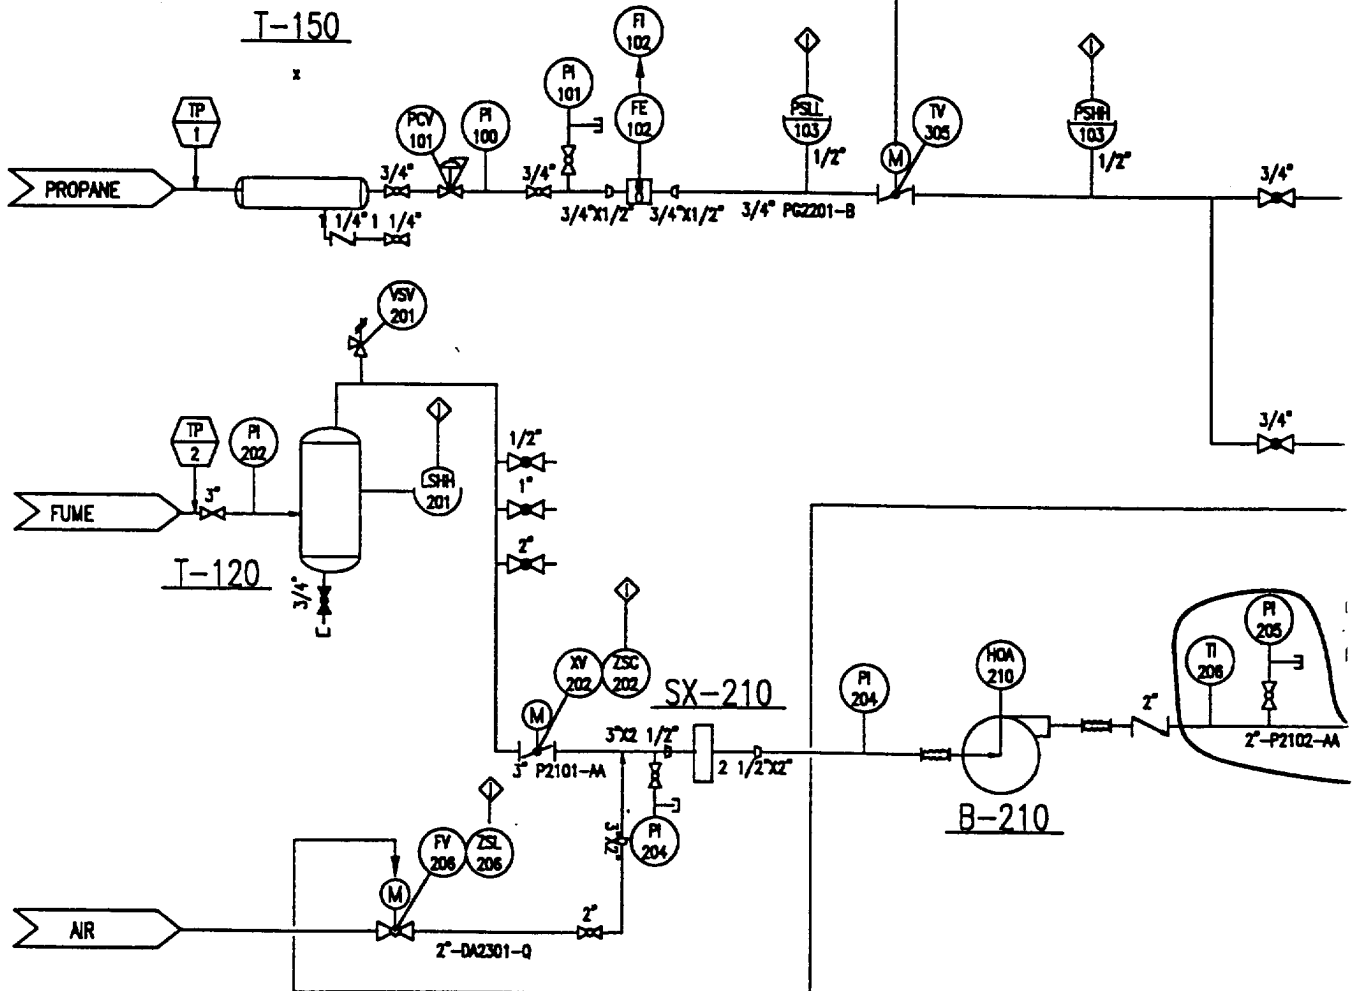 T-150
x
FI
102
PI
101
TP
1
PCV
101
PI
100
FE
102
PSLL
103
TV
305
PSHH
103
M
1/2"
1/2"
PROPANE
3/4"
3/4"
3/4"
1/4" 1 1/4"
3/4"X1/2"
3/4"X1/2"
3/4" PG2201-B
VSV
201
TP
2
PI
202
LSHH
201
3/4"
1/2"
3"
1"
FUME
2"
T-120
3/4"
PI
205
XV
202
ZSC
202
HOA
210
TI
206
SX-210
PI
204
M
2"
3"X2 1/2"
2"-P2102-AA
3" P2101-AA
2 1/2"X2"
B-210
FV
206
ZSL
206
3"X2"
PI
204
M
AIR
2"
2"-DA2301-Q